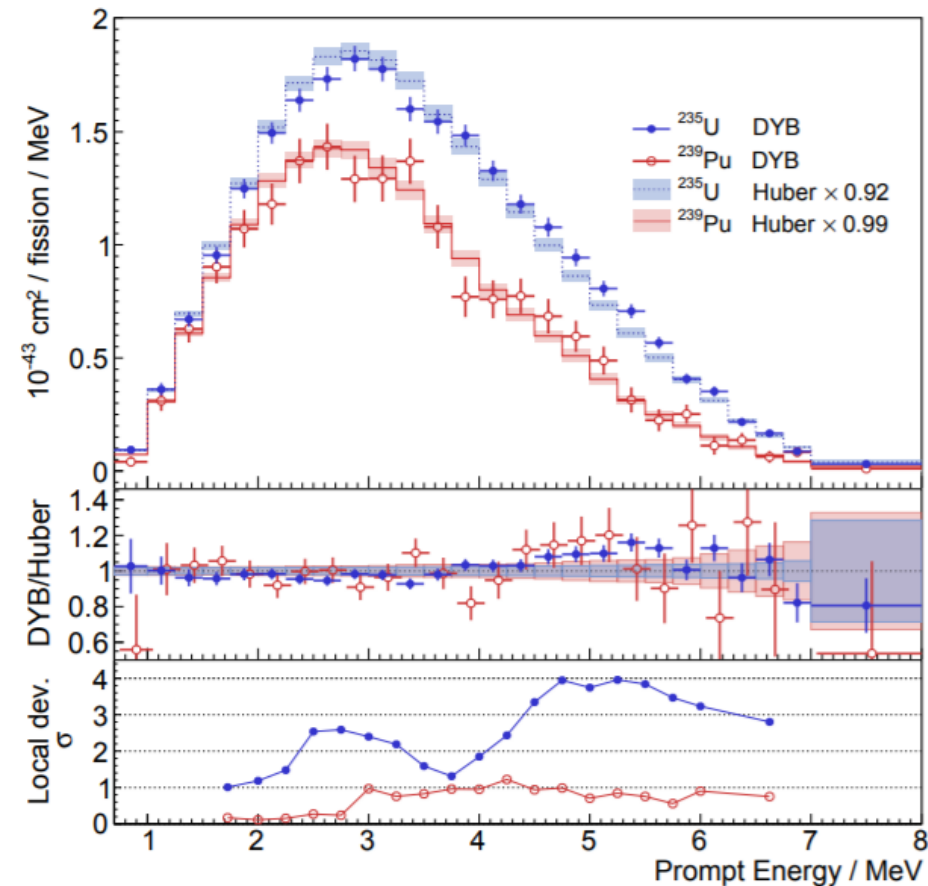 2
1.5
1
0.5
0
10⁻⁴³ cm² / fission / MeV
²³⁵U DYB
²³⁹Pu DYB
²³⁵U Huber × 0.92
²³⁹Pu Huber × 0.99
1.4
1.2
1
0.8
0.6
DYB/Huber
4
3
2
1
0
Local dev.
σ
1 2 3 4 5 6 7 8
Prompt Energy / MeV